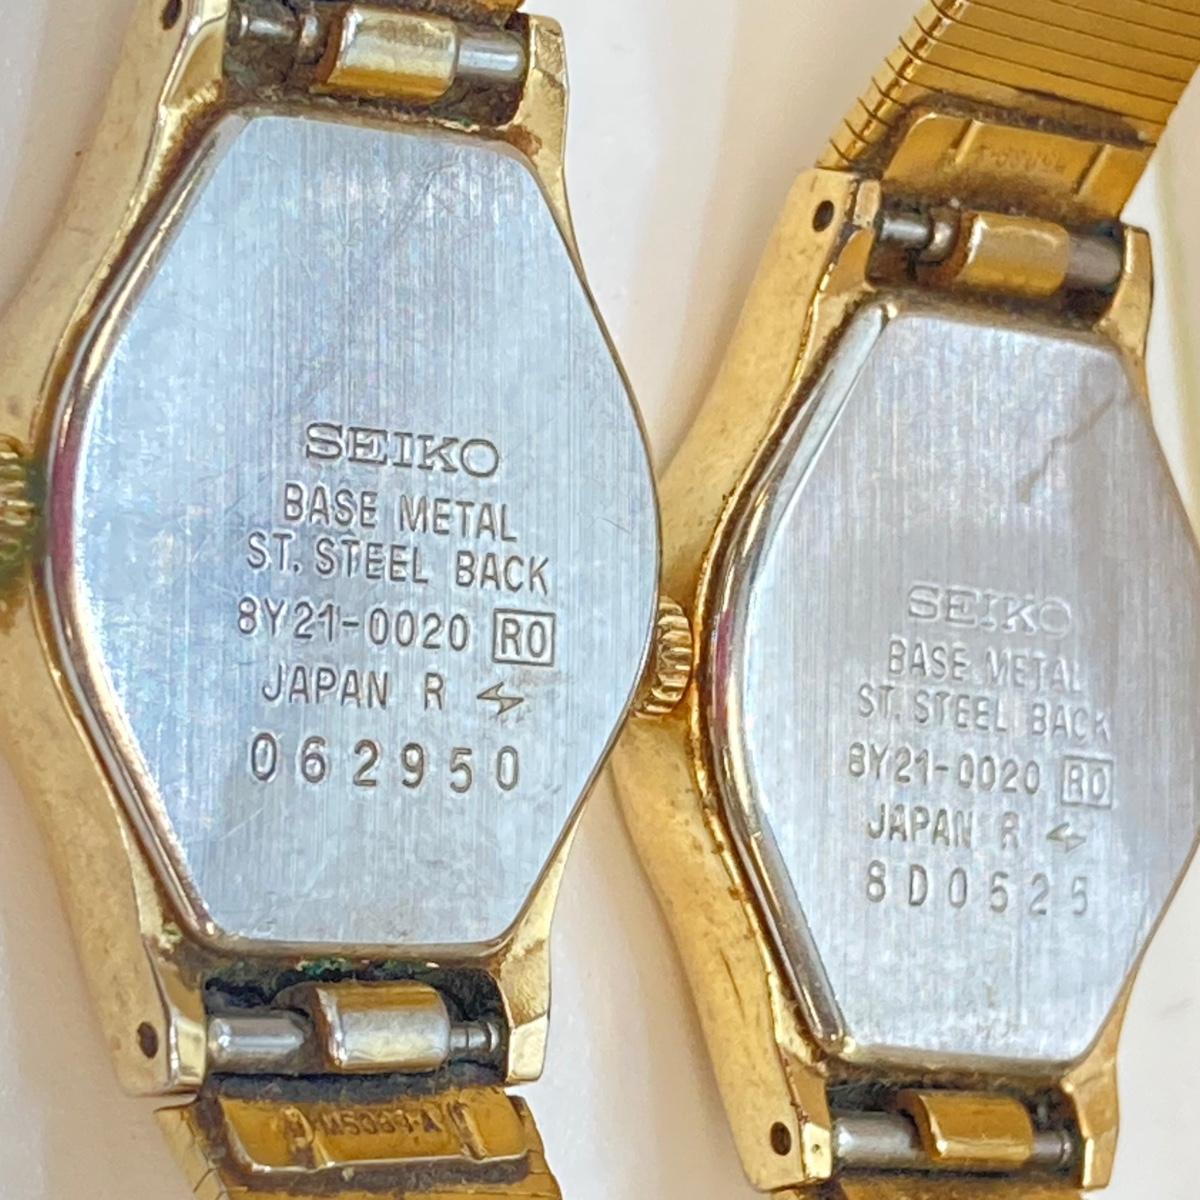 SEIKO
BASE METAL
ST. STEEL BACK
8Y21-0020 RO
JAPAN R
062950
SEIKO
BASE METAL
ST. STEEL BACK
8Y21-0020 RO
JAPAN R
8D0525